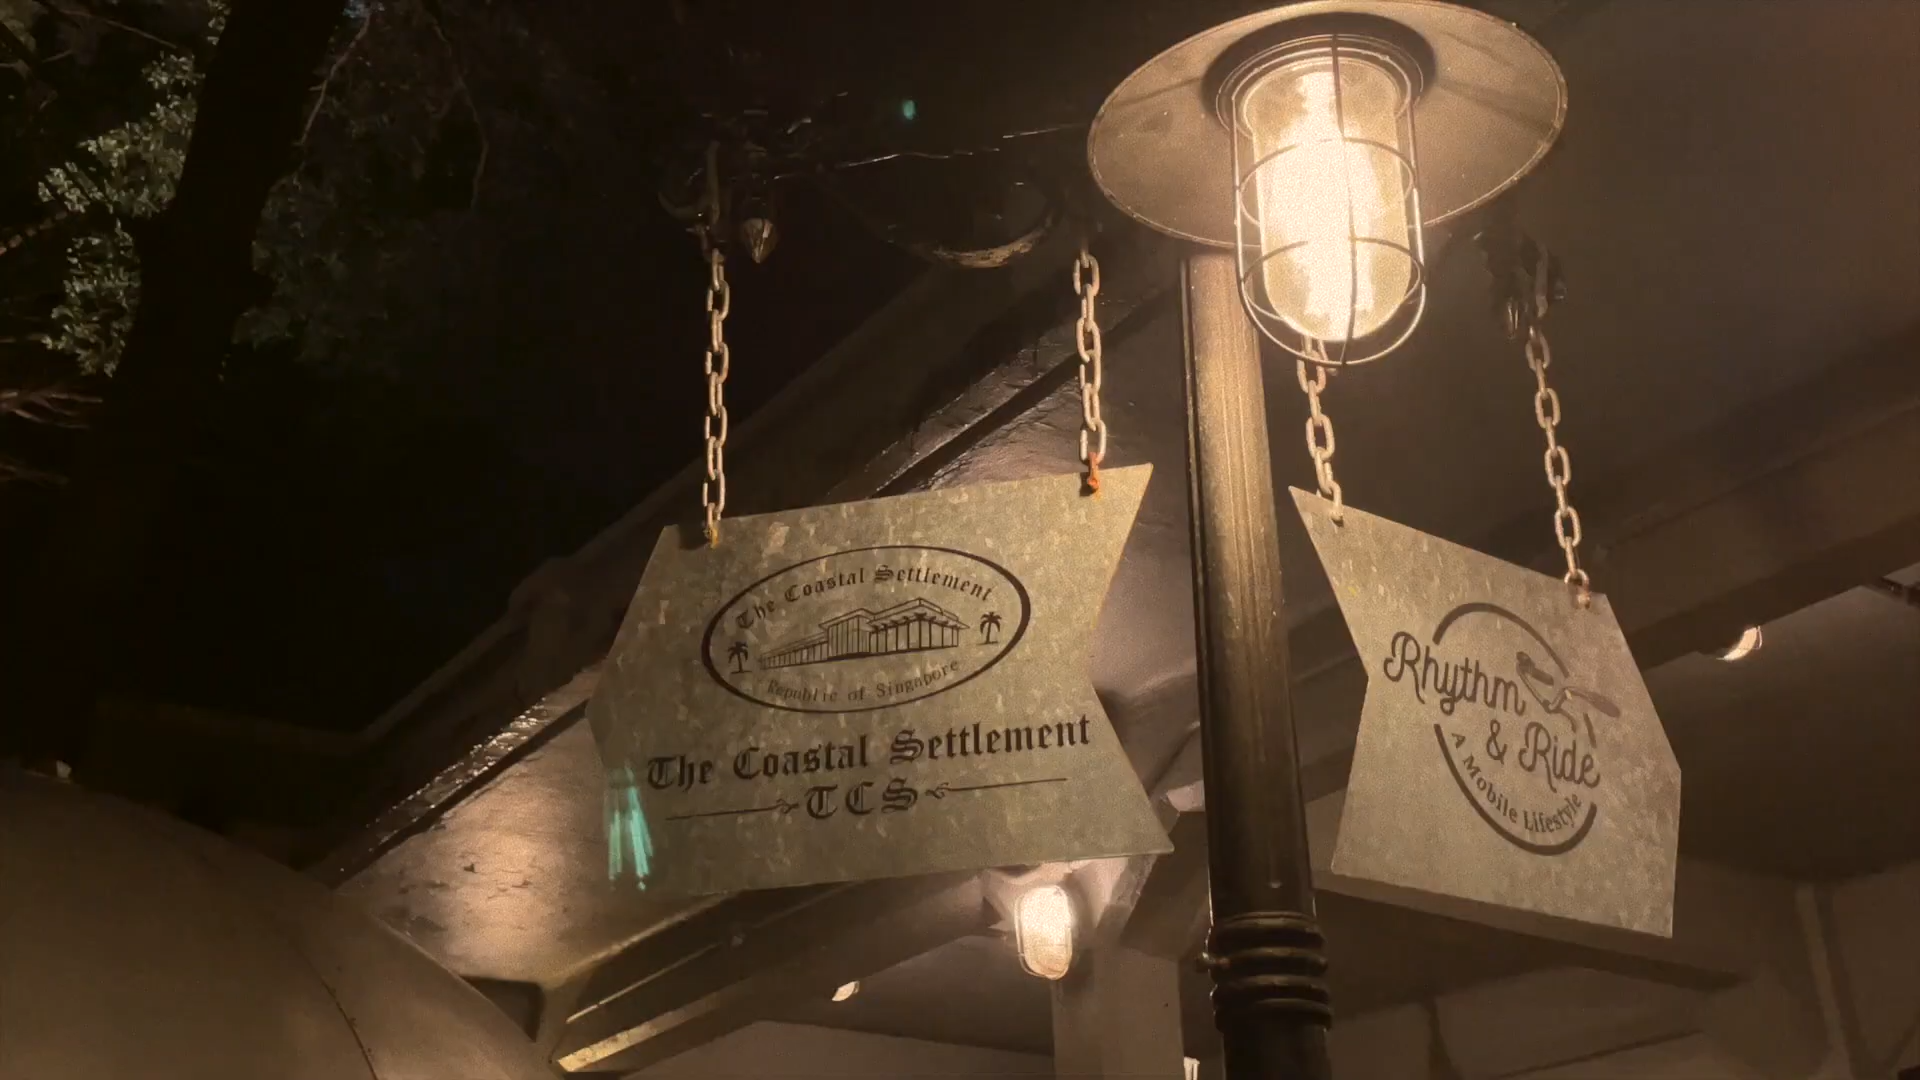 The Coastal Settlement
Republic of Singapore
The Coastal Settlement
TCS
Rhythm
& Ride
A Mobile Lifestyle